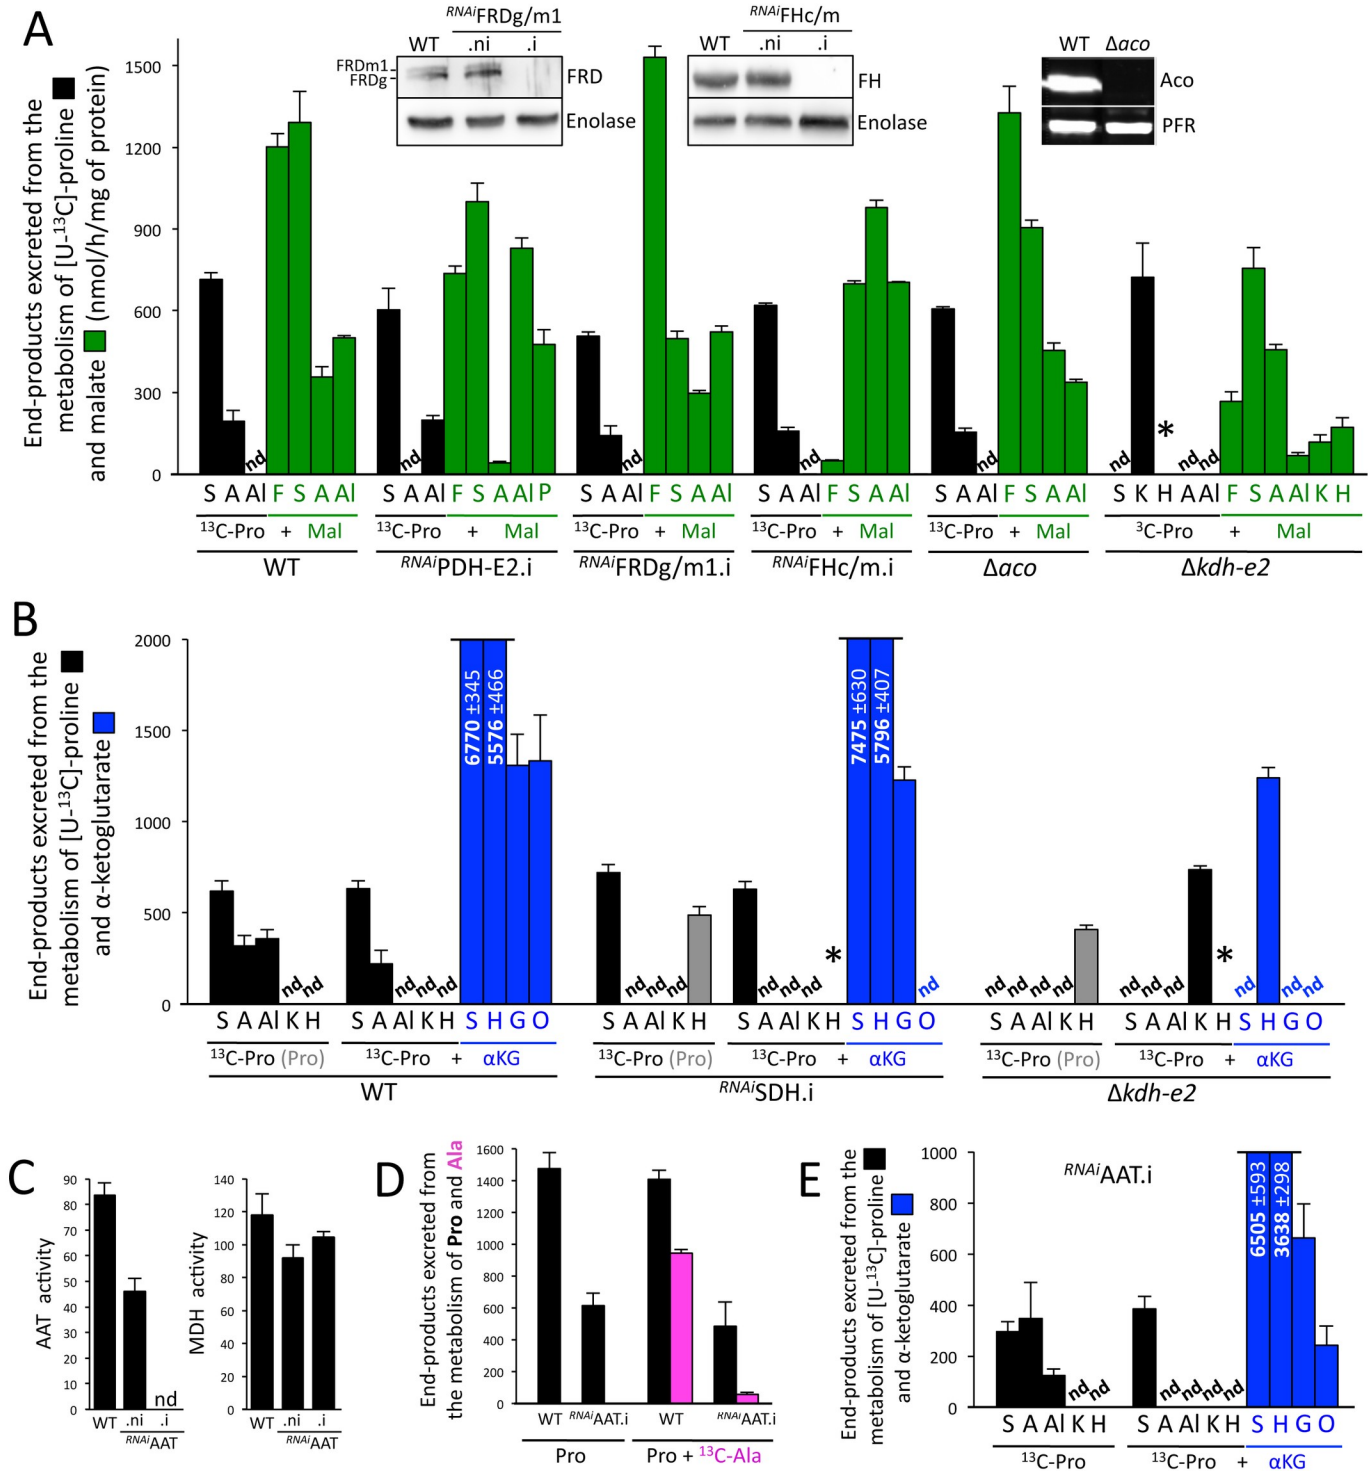 A
End-products excreted from the
metabolism of [U-¹³C]-proline
and malate (nmol/h/mg of protein)
1500
1200
900
600
300
0
RNAiFRDg/m1
WT .ni .i
FRDm1
FRDg
FRD
Enolase
RNAiFHc/m
WT .ni .i
FH
Enolase
WT Δaco
Aco
PFR
nd nd nd nd nd nd * nd nd
S A Al F S A Al S A Al F S A Al P S A Al F S A Al S A Al F S A Al S A Al F S A Al S K H A Al F S A Al K H
¹³C-Pro + Mal ¹³C-Pro + Mal ¹³C-Pro + Mal ¹³C-Pro + Mal ¹³C-Pro + Mal ³C-Pro + Mal
WT RNAiPDH-E2.i RNAiFRDg/m1.i RNAiFHc/m.i Δaco Δkdh-e2
B
End-products excreted from the
metabolism of [U-¹³C]-proline
and α-ketoglutarate
2000
1500
1000
500
0
6770 ±345
5576 ±466
7475 ±630
5796 ±407
nd nd nd nd nd nd nd nd nd nd nd * nd nd nd nd nd nd nd nd * nd nd nd
S A Al K H S A Al K H S H G O S A Al K H S A Al K H S H G O S A Al K H S A Al K H S H G O
¹³C-Pro (Pro) ¹³C-Pro + αKG ¹³C-Pro (Pro) ¹³C-Pro + αKG ¹³C-Pro (Pro) ¹³C-Pro + αKG
WT RNAiSDH.i Δkdh-e2
C
AAT activity
90
80
70
60
50
40
30
20
10
0
nd
WT .ni .i
RNAiAAT
MDH activity
140
120
100
80
60
40
20
0
WT .ni .i
RNAiAAT
D
End-products excreted from
the metabolism of Pro and Ala
1600
1400
1200
1000
800
600
400
200
0
WT RNAiAAT.i WT RNAiAAT.i
Pro Pro + ¹³C-Ala
E
End-products excreted from the
metabolism of [U-¹³C]-proline
and α-ketoglutarate
1000
800
600
400
200
0
RNAiAAT.i
6505 ±593
3638 ±298
nd nd nd nd nd nd
S A Al K H S A Al K H S H G O
¹³C-Pro ¹³C-Pro + αKG